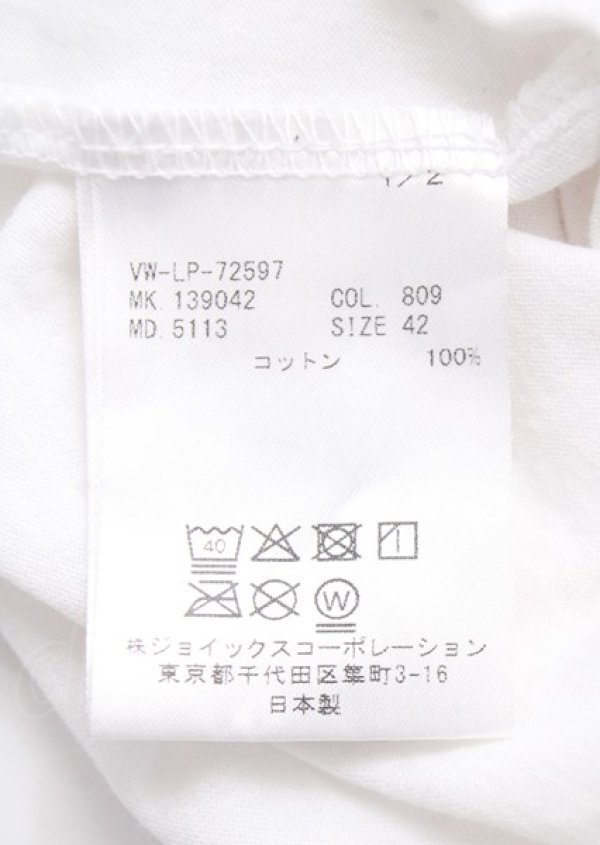 1/2
VW-LP-72597
MK. 139042 COL. 809
MD. 5113 SIZE 42
コットン 100%
40
W
株ジョイックスコーポレーション
東京都千代田区隼町3-16
日本製